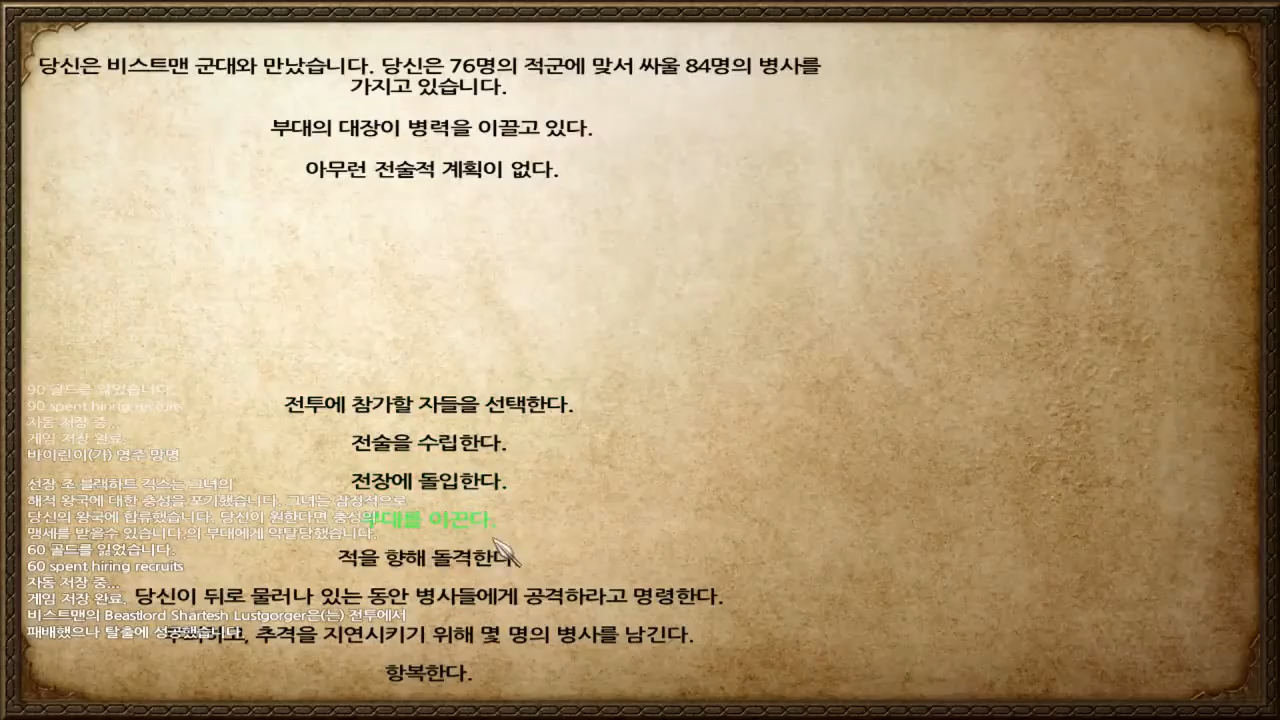 당신은 비스트맨 군대와 만났습니다. 당신은 76명의 적군에 맞서 싸울 84명의 병사를
가지고 있습니다.
부대의 대장이 병력을 이끌고 있다.
아무런 전술적 계획이 없다.
90 골드를 잃었습니다.
90 spent hiring recruits
자동 저장 중...
게임 저장 완료.
바이린이(가) 영주 망명
선장 조 블랙하트 직스는 그녀의
해적 왕국에 대한 충성을 포기했습니다. 그녀는 잠정적으로
당신의 왕국에 합류했습니다. 당신이 원한다면 충성의
맹세를 받을수 있습니다.의 부대에게 약탈당했습니다.
60 골드를 잃었습니다.
60 spent hiring recruits
자동 저장 중...
게임 저장 완료.
비스트맨의 Beastlord Shartesh Lustgorger은(는) 전투에서
패배했으나 탈출에 성공했습니다.
전투에 참가할 자들을 선택한다.
전술을 수립한다.
전장에 돌입한다.
부대를 이끈다.
적을 향해 돌격한다.
당신이 뒤로 물러나 있는 동안 병사들에게 공격하라고 명령한다.
추격을 지연시키기 위해 몇 명의 병사를 남긴다.
항복한다.